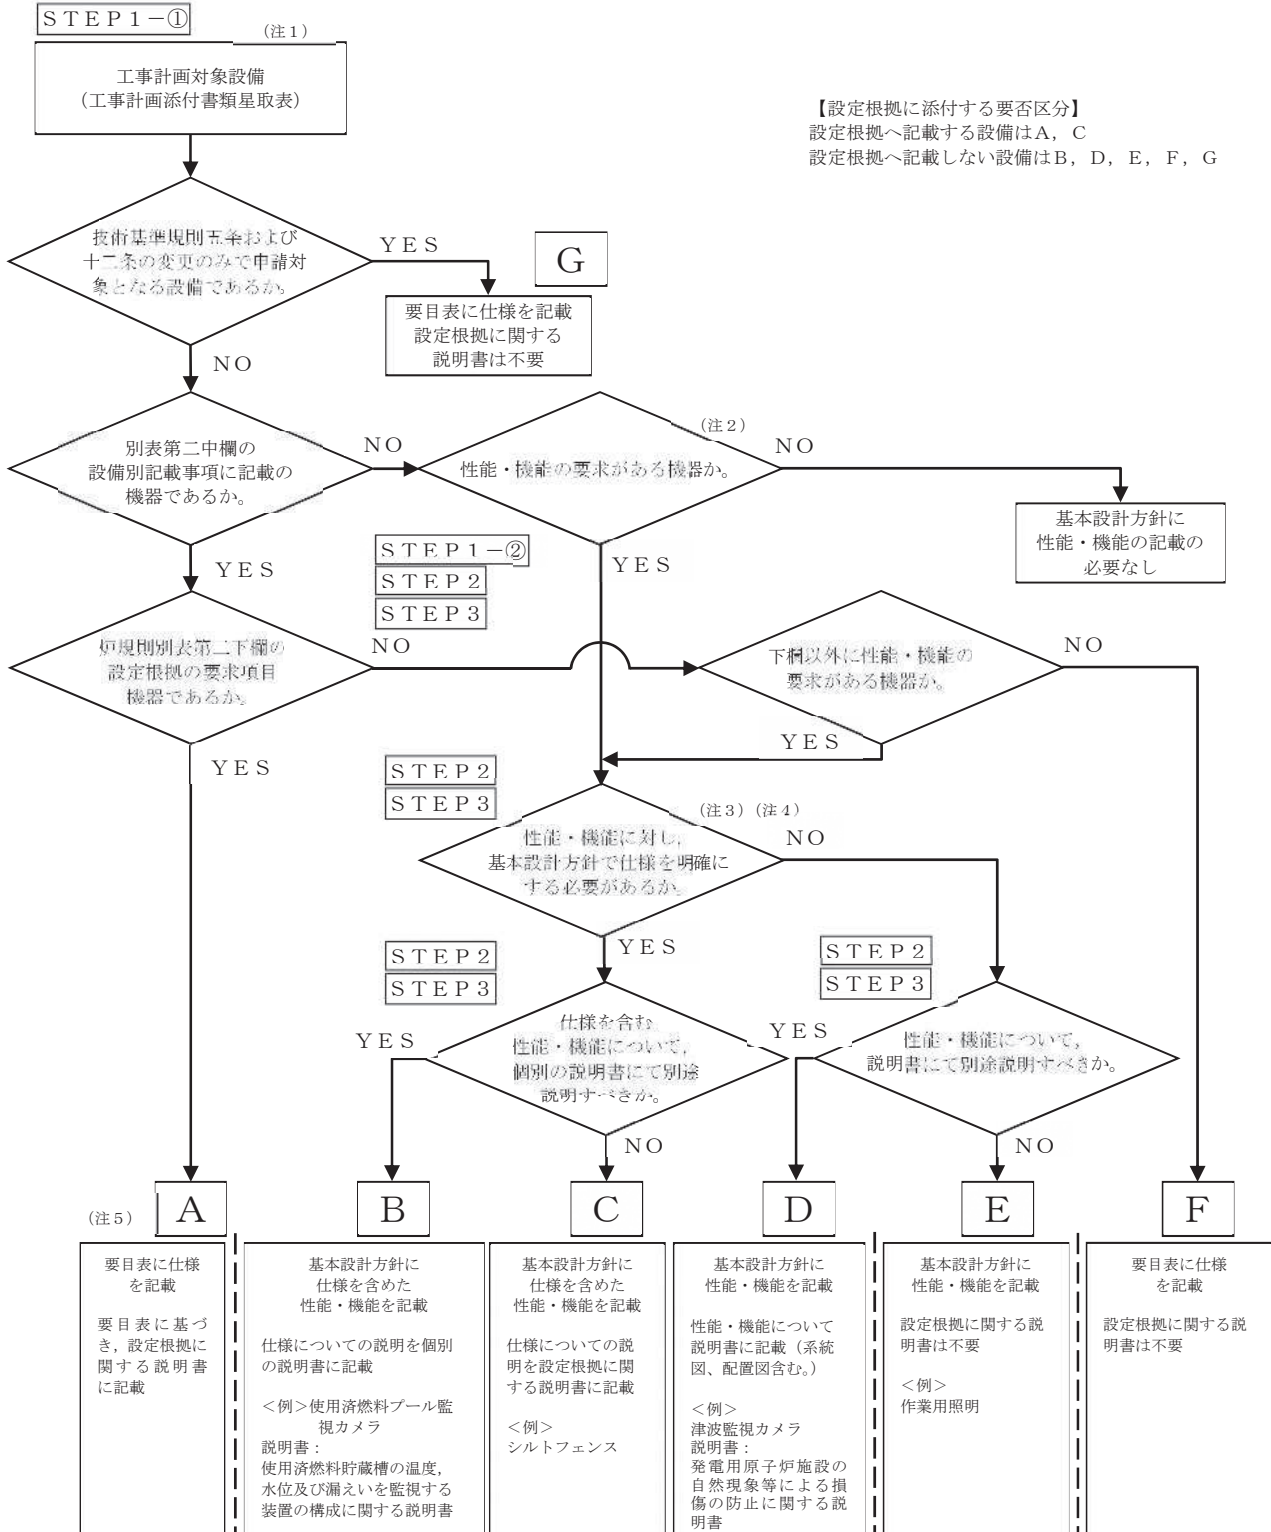 STEP1-①
(注1)
工事計画対象設備
(工事計画添付書類星取表)
【設定根拠に添付する要否区分】
設定根拠へ記載する設備はA，C
設定根拠へ記載しない設備はB，D，E，F，G
技術基準規則五条および
十二条の変更のみで申請対
象となる設備であるか。
YES
G
要目表に仕様を記載
設定根拠に関する
説明書は不要
NO
別表第二中欄の
設備別記載事項に記載の
機器であるか。
NO
(注2)
性能・機能の要求がある機器か。
NO
基本設計方針に
性能・機能の記載の
必要なし
YES
STEP1-②
STEP2
STEP3
YES
炉規則別表第二下欄の
設定根拠の要求項目
機器であるか。
NO
下欄以外に性能・機能の
要求がある機器か。
NO
YES
YES
STEP2
STEP3
(注3)(注4)
性能・機能に対し，
基本設計方針で仕様を明確に
する必要があるか。
NO
YES
STEP2
STEP3
STEP2
STEP3
仕様を含む
性能・機能について，
個別の説明書にて別途
説明すべきか。
YES
NO
性能・機能について，
説明書にて別途説明すべきか。
YES
NO
(注5)
A
B
C
D
E
F
要目表に仕様
を記載
要目表に基づ
き，設定根拠に
関する説明書
に記載
基本設計方針に
仕様を含めた
性能・機能を記載
仕様についての説明を個別
の説明書に記載
＜例＞使用済燃料プール監
視カメラ
説明書：
使用済燃料貯蔵槽の温度，
水位及び漏えいを監視する
装置の構成に関する説明書
基本設計方針に
仕様を含めた
性能・機能を記載
仕様についての説
明を設定根拠に関
する説明書に記載
＜例＞
シルトフェンス
基本設計方針に
性能・機能を記載
性能・機能について
説明書に記載（系統
図、配置図含む。）
＜例＞
津波監視カメラ
説明書：
発電用原子炉施設の
自然現象等による損
傷の防止に関する説
明書
基本設計方針に
性能・機能を記載
設定根拠に関する説
明書は不要
＜例＞
作業用照明
要目表に仕様
を記載
設定根拠に関する説
明書は不要